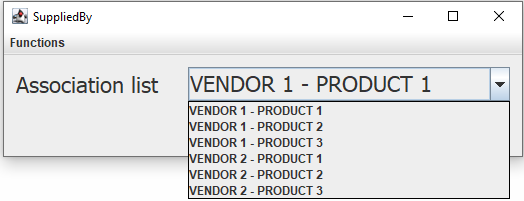 SuppliedBy
Functions
Association list
VENDOR 1 - PRODUCT 1
VENDOR 1 - PRODUCT 1
VENDOR 1 - PRODUCT 2
VENDOR 1 - PRODUCT 3
VENDOR 2 - PRODUCT 1
VENDOR 2 - PRODUCT 2
VENDOR 2 - PRODUCT 3